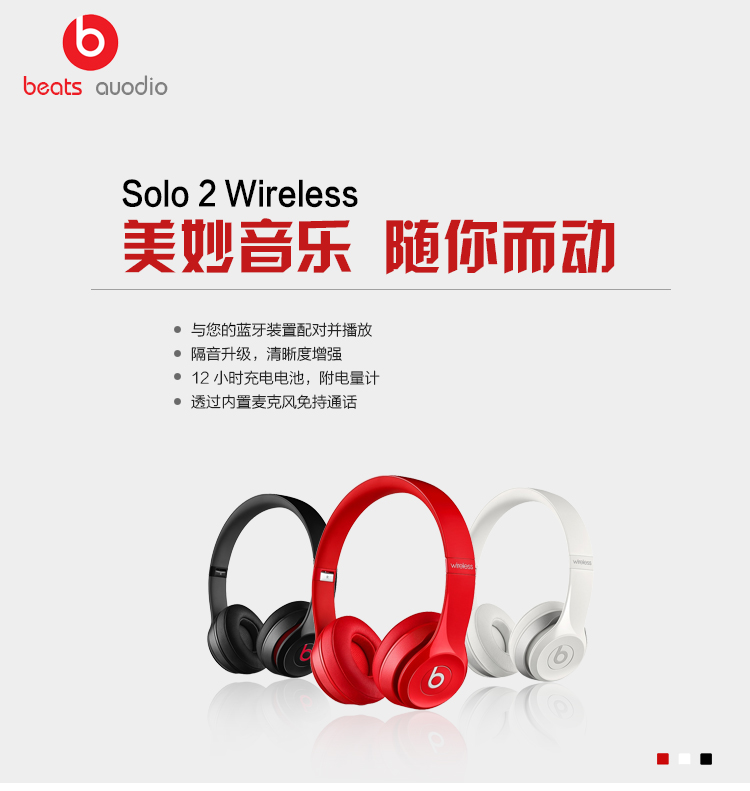 b
beats auodio
Solo 2 Wireless
美妙音乐 随你而动
与您的蓝牙装置配对并播放
隔音升级，清晰度增强
12 小时充电电池，附电量计
透过内置麦克风免持通话
wireless
wireless
b
b
b